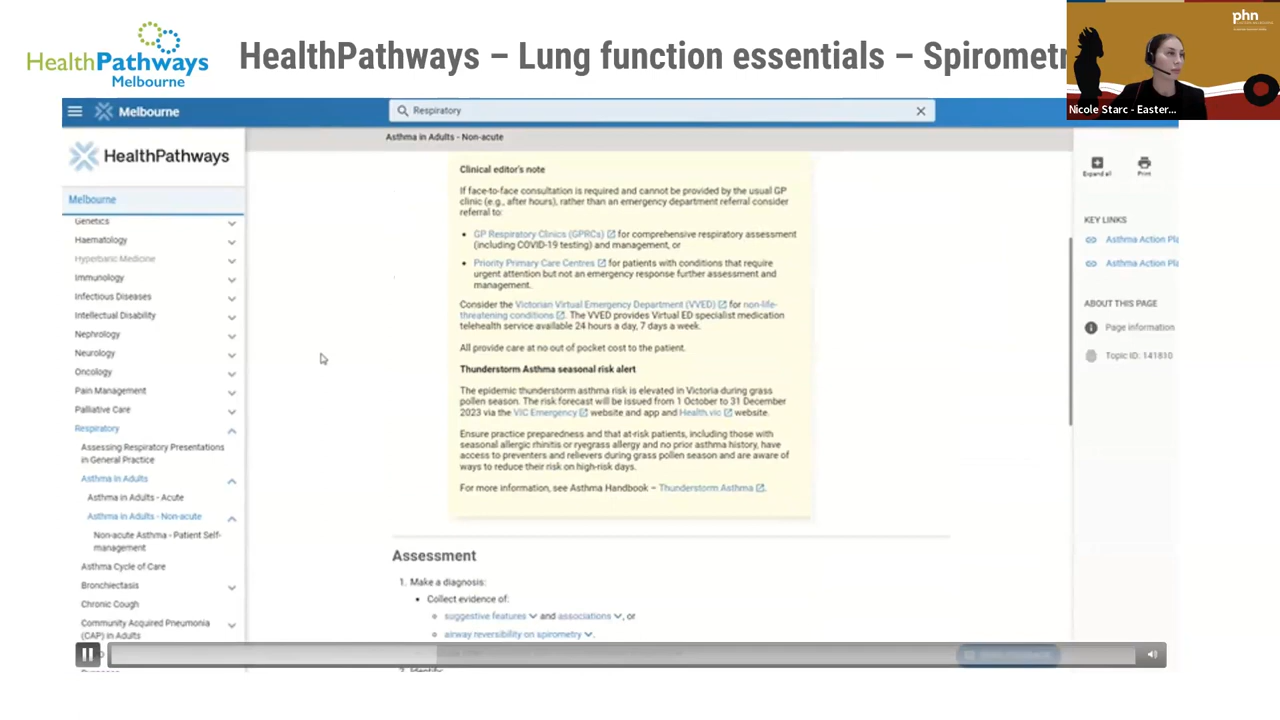 HealthPathways
Melbourne
HealthPathways – Lung function essentials – Spirometr
phn
Nicole Starc - Easter...
Melbourne
Respiratory
Asthma in Adults - Non-acute
HealthPathways
Melbourne
Genetics
Haematology
Hyperbaric Medicine
Immunology
Infectious Diseases
Intellectual Disability
Nephrology
Neurology
Oncology
Pain Management
Palliative Care
Respiratory
Assessing Respiratory Presentations
in General Practice
Asthma in Adults
Asthma in Adults - Acute
Asthma in Adults - Non-acute
Non-acute Asthma - Patient Self-
management
Asthma Cycle of Care
Bronchiectasis
Chronic Cough
Community Acquired Pneumonia
(CAP) in Adults
Clinical editor's note
If face-to-face consultation is required and cannot be provided by the usual GP
clinic (e.g., after hours), rather than an emergency department referral consider
referral to:
• GP Respiratory Clinics (GPRCs) for comprehensive respiratory assessment
(including COVID-19 testing) and management, or
• Priority Primary Care Centres for patients with conditions that require
urgent attention but not an emergency response further assessment and
management.
Consider the Victorian Virtual Emergency Department (VVED) for non-life-
threatening conditions. The VVED provides Virtual ED specialist medication
telehealth service available 24 hours a day, 7 days a week.
All provide care at no out of pocket cost to the patient.
Thunderstorm Asthma seasonal risk alert
The epidemic thunderstorm asthma risk is elevated in Victoria during grass
pollen season. The risk forecast will be issued from 1 October to 31 December
2023 via the VIC Emergency website and app and Health.vic website.
Ensure practice preparedness and that at-risk patients, including those with
seasonal allergic rhinitis or ryegrass allergy and no prior asthma history, have
access to preventers and relievers during grass pollen season and are aware of
ways to reduce their risk on high-risk days.
For more information, see Asthma Handbook – Thunderstorm Asthma.
Assessment
1. Make a diagnosis:
• Collect evidence of:
suggestive features and associations, or
airway reversibility on spirometry.
Expand all
Print
KEY LINKS
Asthma Action Pla
Asthma Action Pla
ABOUT THIS PAGE
Page information
Topic ID: 141810